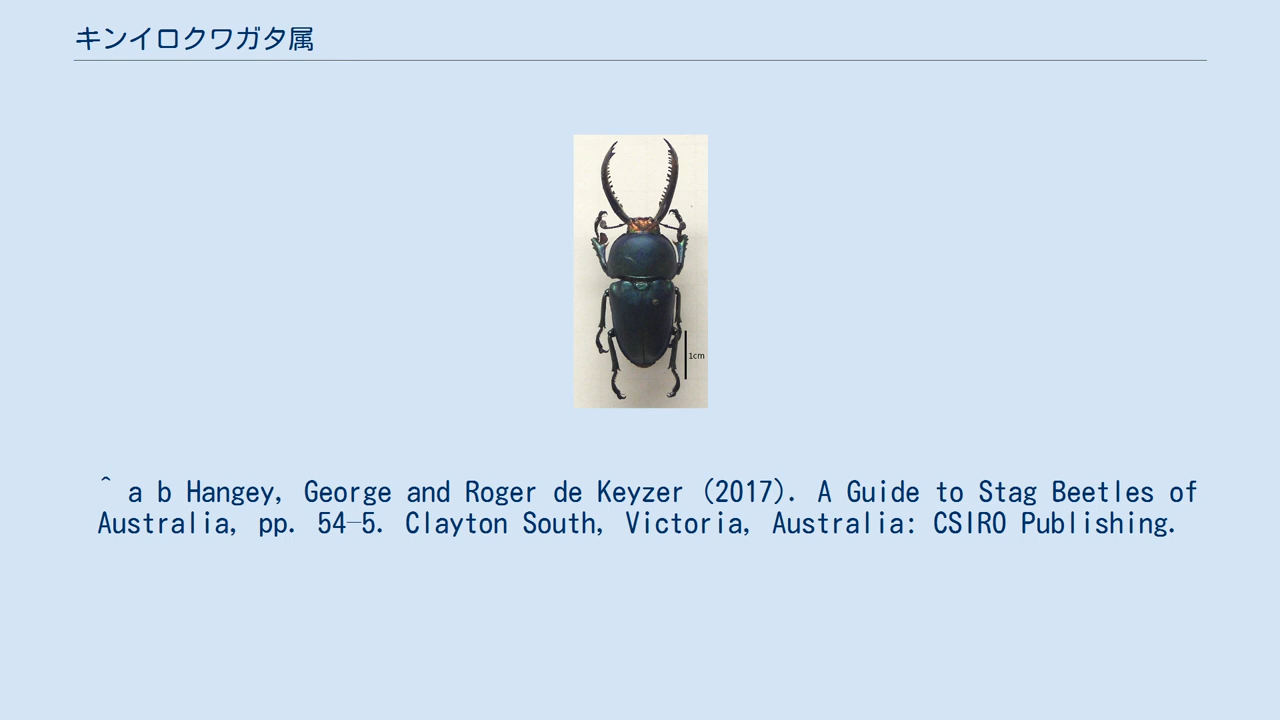 キンイロクワガタ属
1cm
^ a b Hangey, George and Roger de Keyzer (2017). A Guide to Stag Beetles of
Australia, pp. 54–5. Clayton South, Victoria, Australia: CSIRO Publishing.